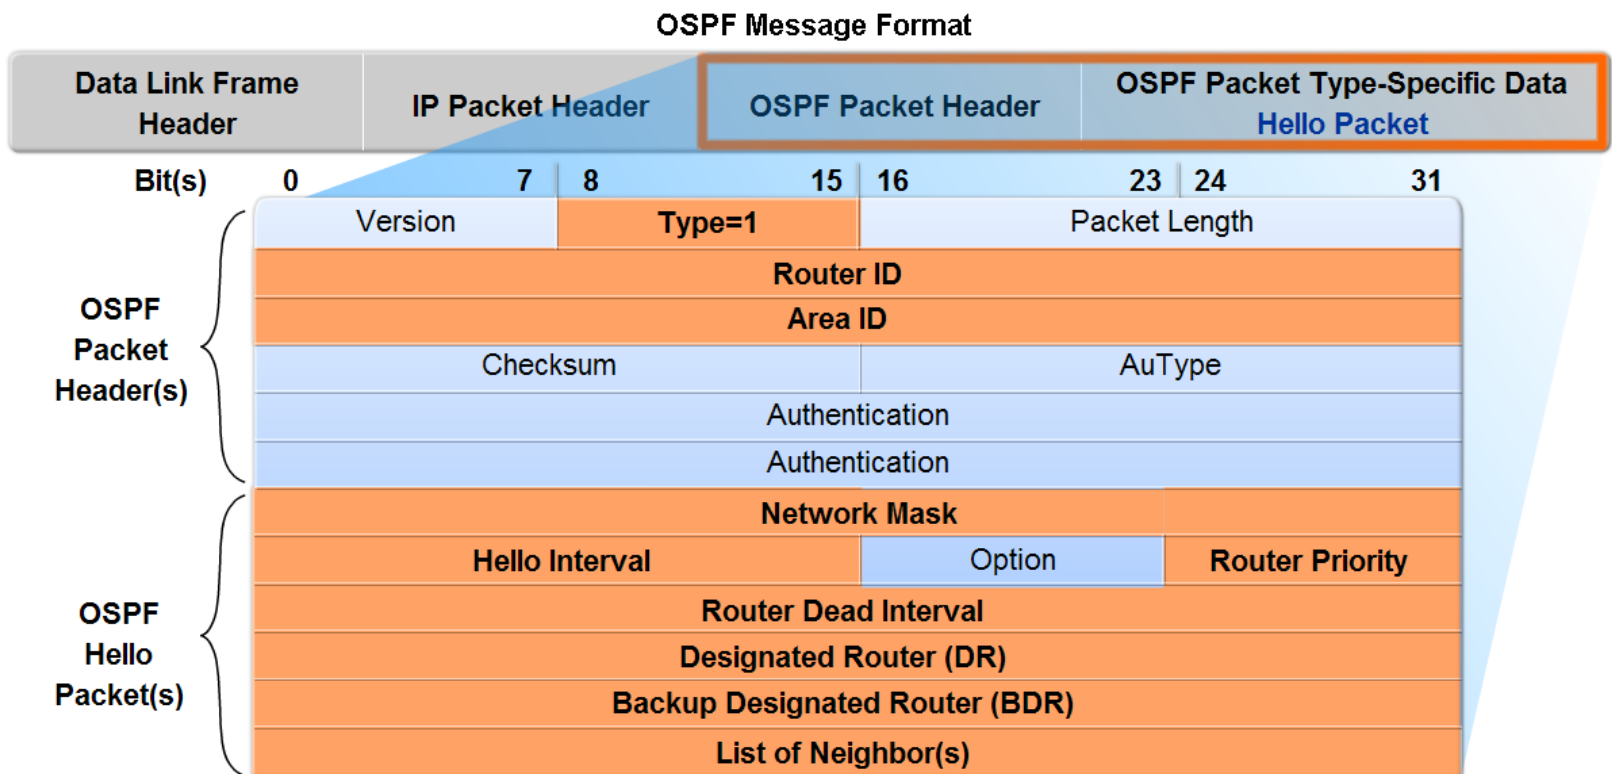 OSPF Message Format
Data Link Frame
Header
IP Packet Header
OSPF Packet Header
OSPF Packet Type-Specific Data
Hello Packet
Bit(s) 0 7 8 15 16 23 24 31
OSPF
Packet
Header(s)
Version Type=1 Packet Length
Router ID
Area ID
Checksum AuType
Authentication
Authentication
OSPF
Hello
Packet(s)
Network Mask
Hello Interval Option Router Priority
Router Dead Interval
Designated Router (DR)
Backup Designated Router (BDR)
List of Neighbor(s)